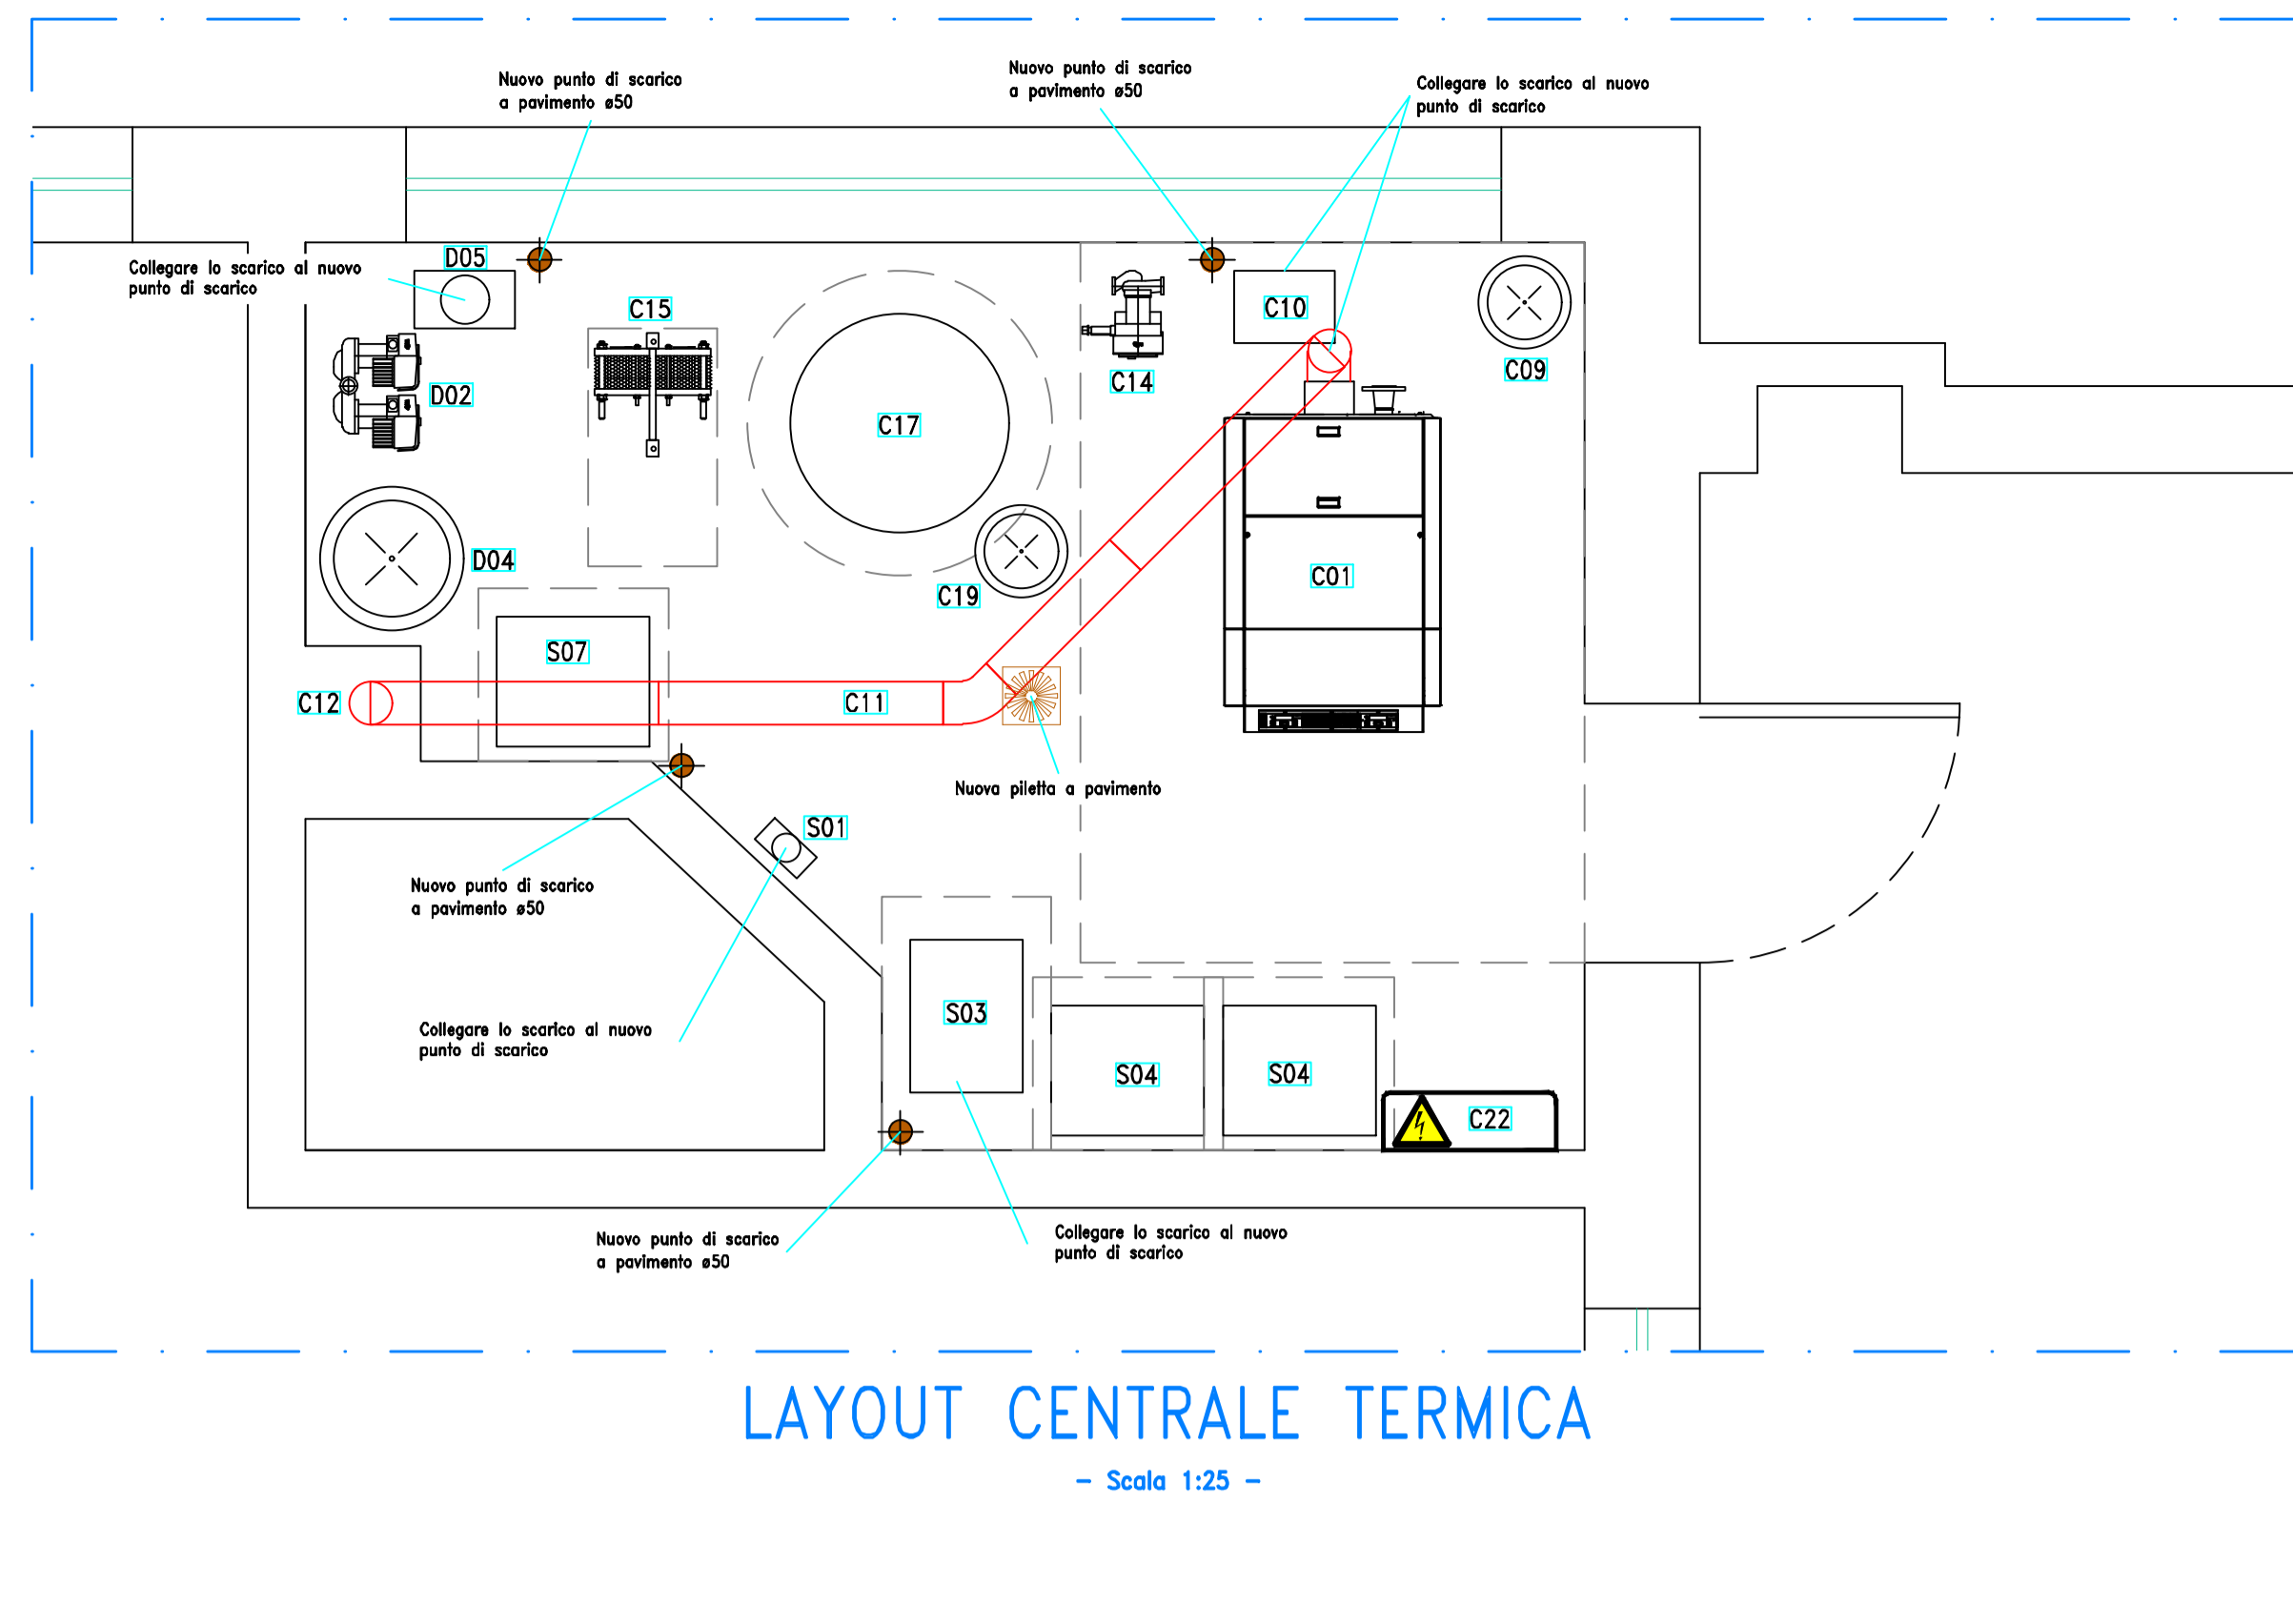 Nuovo punto di scarico
a pavimento ø50
Nuovo punto di scarico
a pavimento ø50
Collegare lo scarico al nuovo
punto di scarico
D05
Collegare lo scarico al nuovo
punto di scarico
C15
C10
C14
C09
D02
C17
D04
C19
C01
S07
C12
C11
Nuova piletta a pavimento
S01
Nuovo punto di scarico
a pavimento ø50
Collegare lo scarico al nuovo
punto di scarico
S03
S04
S04
C22
Nuovo punto di scarico
a pavimento ø50
Collegare lo scarico al nuovo
punto di scarico
LAYOUT CENTRALE TERMICA
- Scala 1:25 -